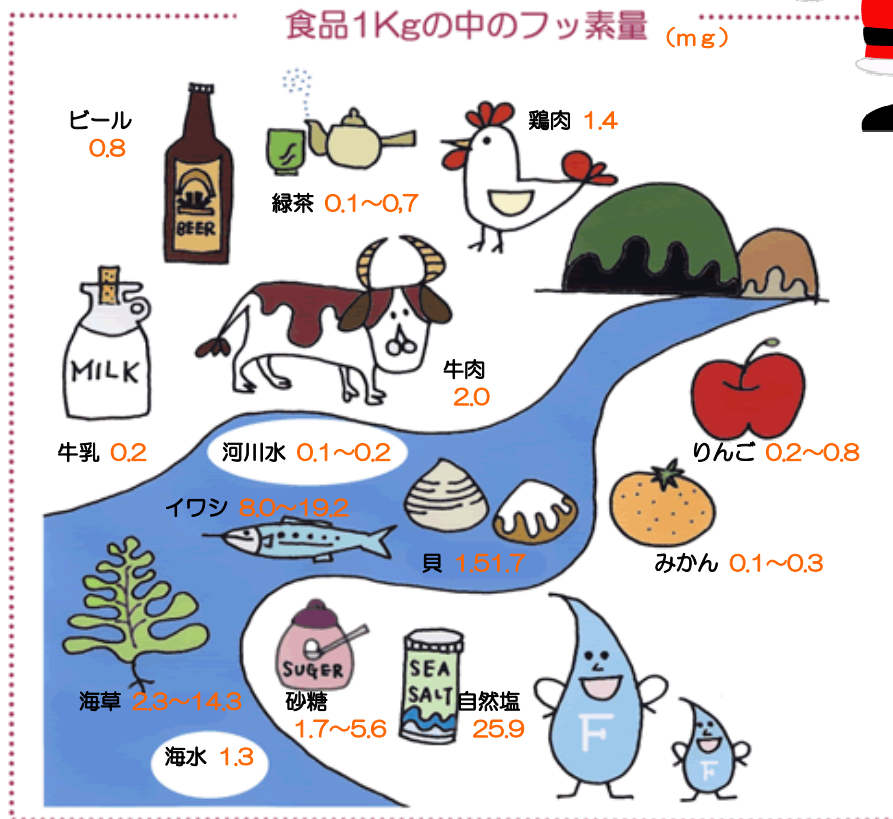 食品1Kgの中のフッ素量 (mg)
ビール
0.8
BEER
緑茶 0.1～0,7
鶏肉 1.4
MILK
牛乳 0.2
牛肉
2.0
河川水 0.1～0.2
りんご 0.2～0.8
イワシ 8.0～19.2
貝 1.51.7
みかん 0.1～0.3
海草 2.3～14,3
SUGER
砂糖
1.7～5.6
SEA
SALT
自然塩
25.9
海水 1.3
F
F